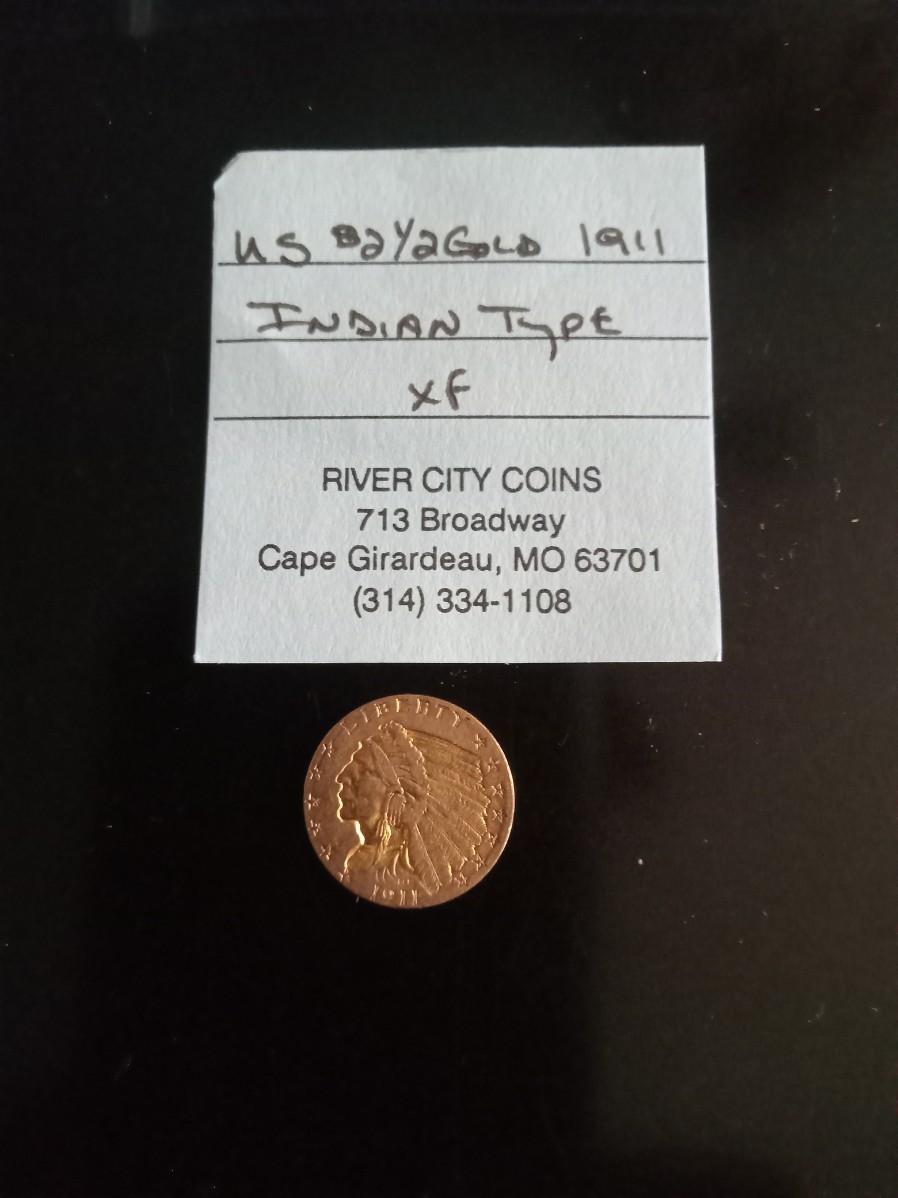 US $2 1/2 GOLD 1911
INDIAN TYPE
XF
RIVER CITY COINS
713 Broadway
Cape Girardeau, MO 63701
(314) 334-1108
LIBERTY
1911